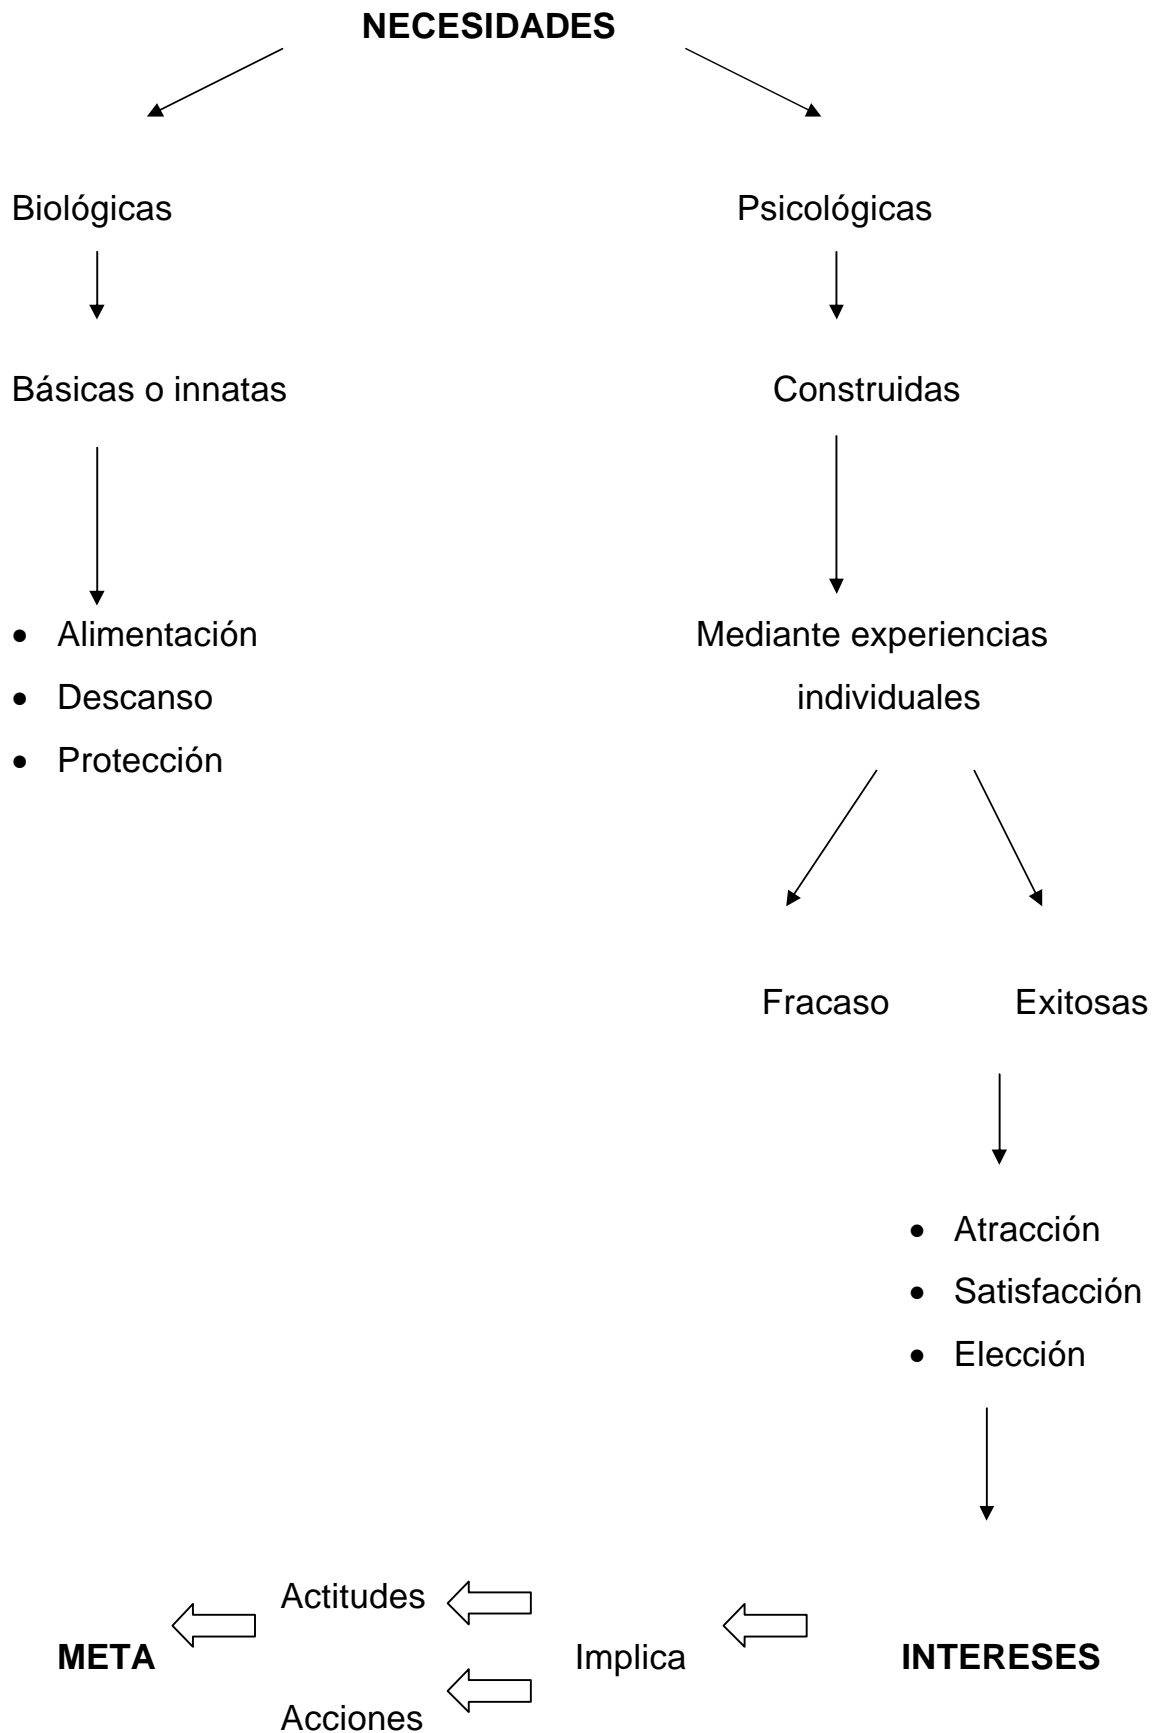 NECESIDADES
Biológicas
Psicológicas
Básicas o innatas
Construidas
• Alimentación
• Descanso
• Protección
Mediante experiencias
individuales
Fracaso
Exitosas
• Atracción
• Satisfacción
• Elección
Actitudes
META
Implica
INTERESES
Acciones